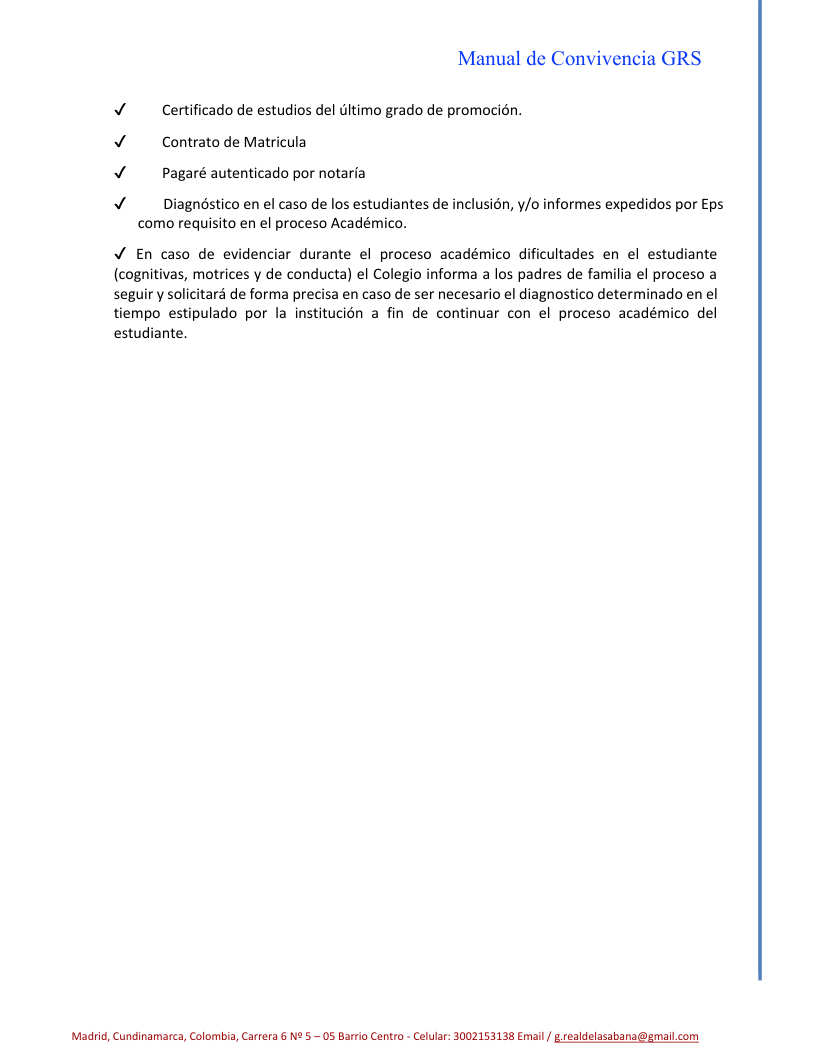 Manual de Convivencia GRS
✓ Certificado de estudios del último grado de promoción.
✓ Contrato de Matricula
✓ Pagaré autenticado por notaría
✓ Diagnóstico en el caso de los estudiantes de inclusión, y/o informes expedidos por Eps
como requisito en el proceso Académico.
✓ En caso de evidenciar durante el proceso académico dificultades en el estudiante
(cognitivas, motrices y de conducta) el Colegio informa a los padres de familia el proceso a
seguir y solicitará de forma precisa en caso de ser necesario el diagnostico determinado en el
tiempo estipulado por la institución a fin de continuar con el proceso académico del
estudiante.
Madrid, Cundinamarca, Colombia, Carrera 6 Nº 5 – 05 Barrio Centro - Celular: 3002153138 Email / g.realdelasabana@gmail.com